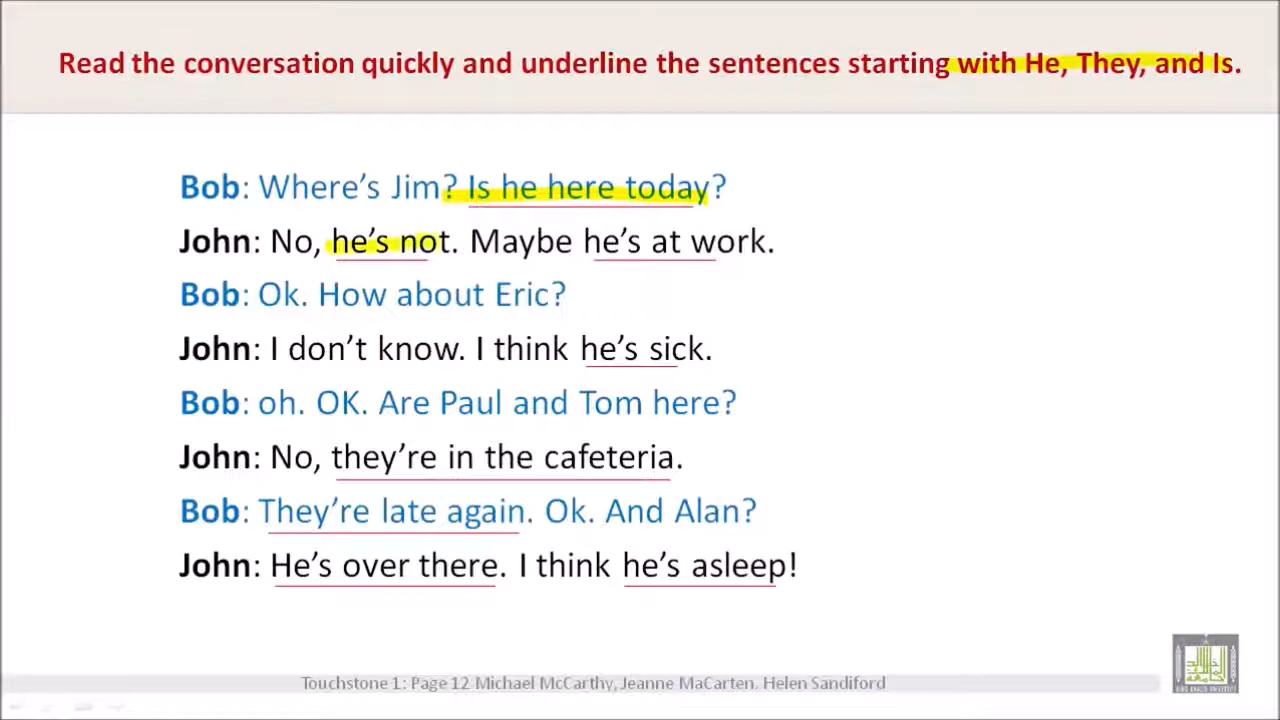 Read the conversation quickly and underline the sentences starting with He, They, and Is.
Bob: Where's Jim? Is he here today?
John: No, he's not. Maybe he's at work.
Bob: Ok. How about Eric?
John: I don't know. I think he's sick.
Bob: oh. OK. Are Paul and Tom here?
John: No, they're in the cafeteria.
Bob: They're late again. Ok. And Alan?
John: He's over there. I think he's asleep!
Touchstone 1: Page 12 Michael McCarthy, Jeanne MaCarten. Helen Sandiford